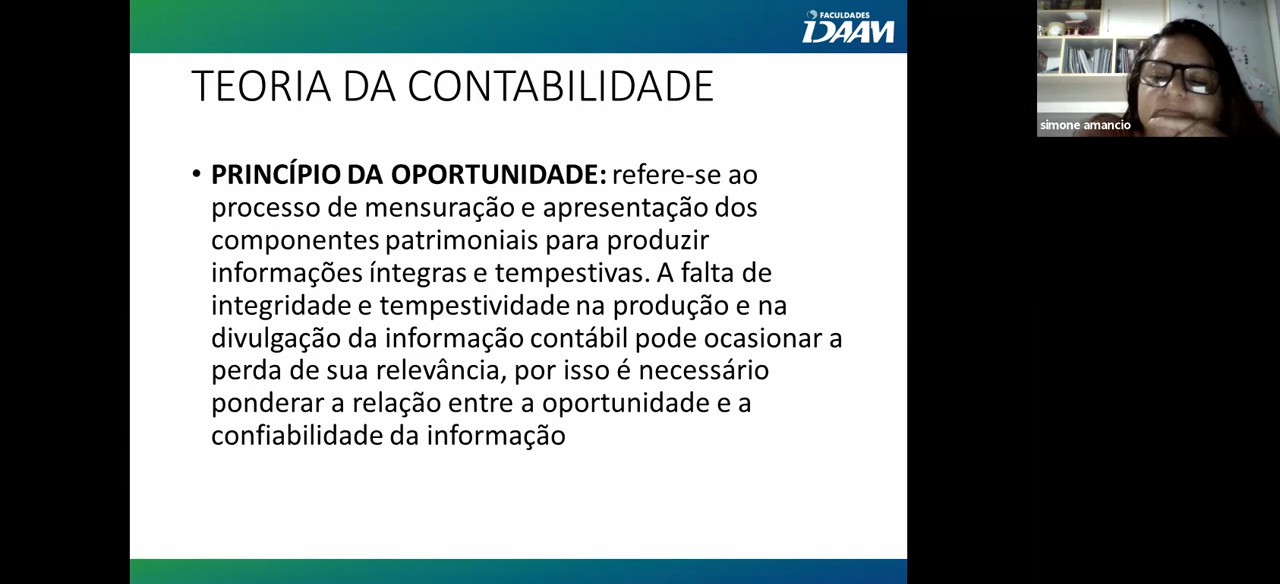 FACULDADES
IDAAM
TEORIA DA CONTABILIDADE
• PRINCÍPIO DA OPORTUNIDADE: refere-se ao
processo de mensuração e apresentação dos
componentes patrimoniais para produzir
informações íntegras e tempestivas. A falta de
integridade e tempestividade na produção e na
divulgação da informação contábil pode ocasionar a
perda de sua relevância, por isso é necessário
ponderar a relação entre a oportunidade e a
confiabilidade da informação
simone amancio